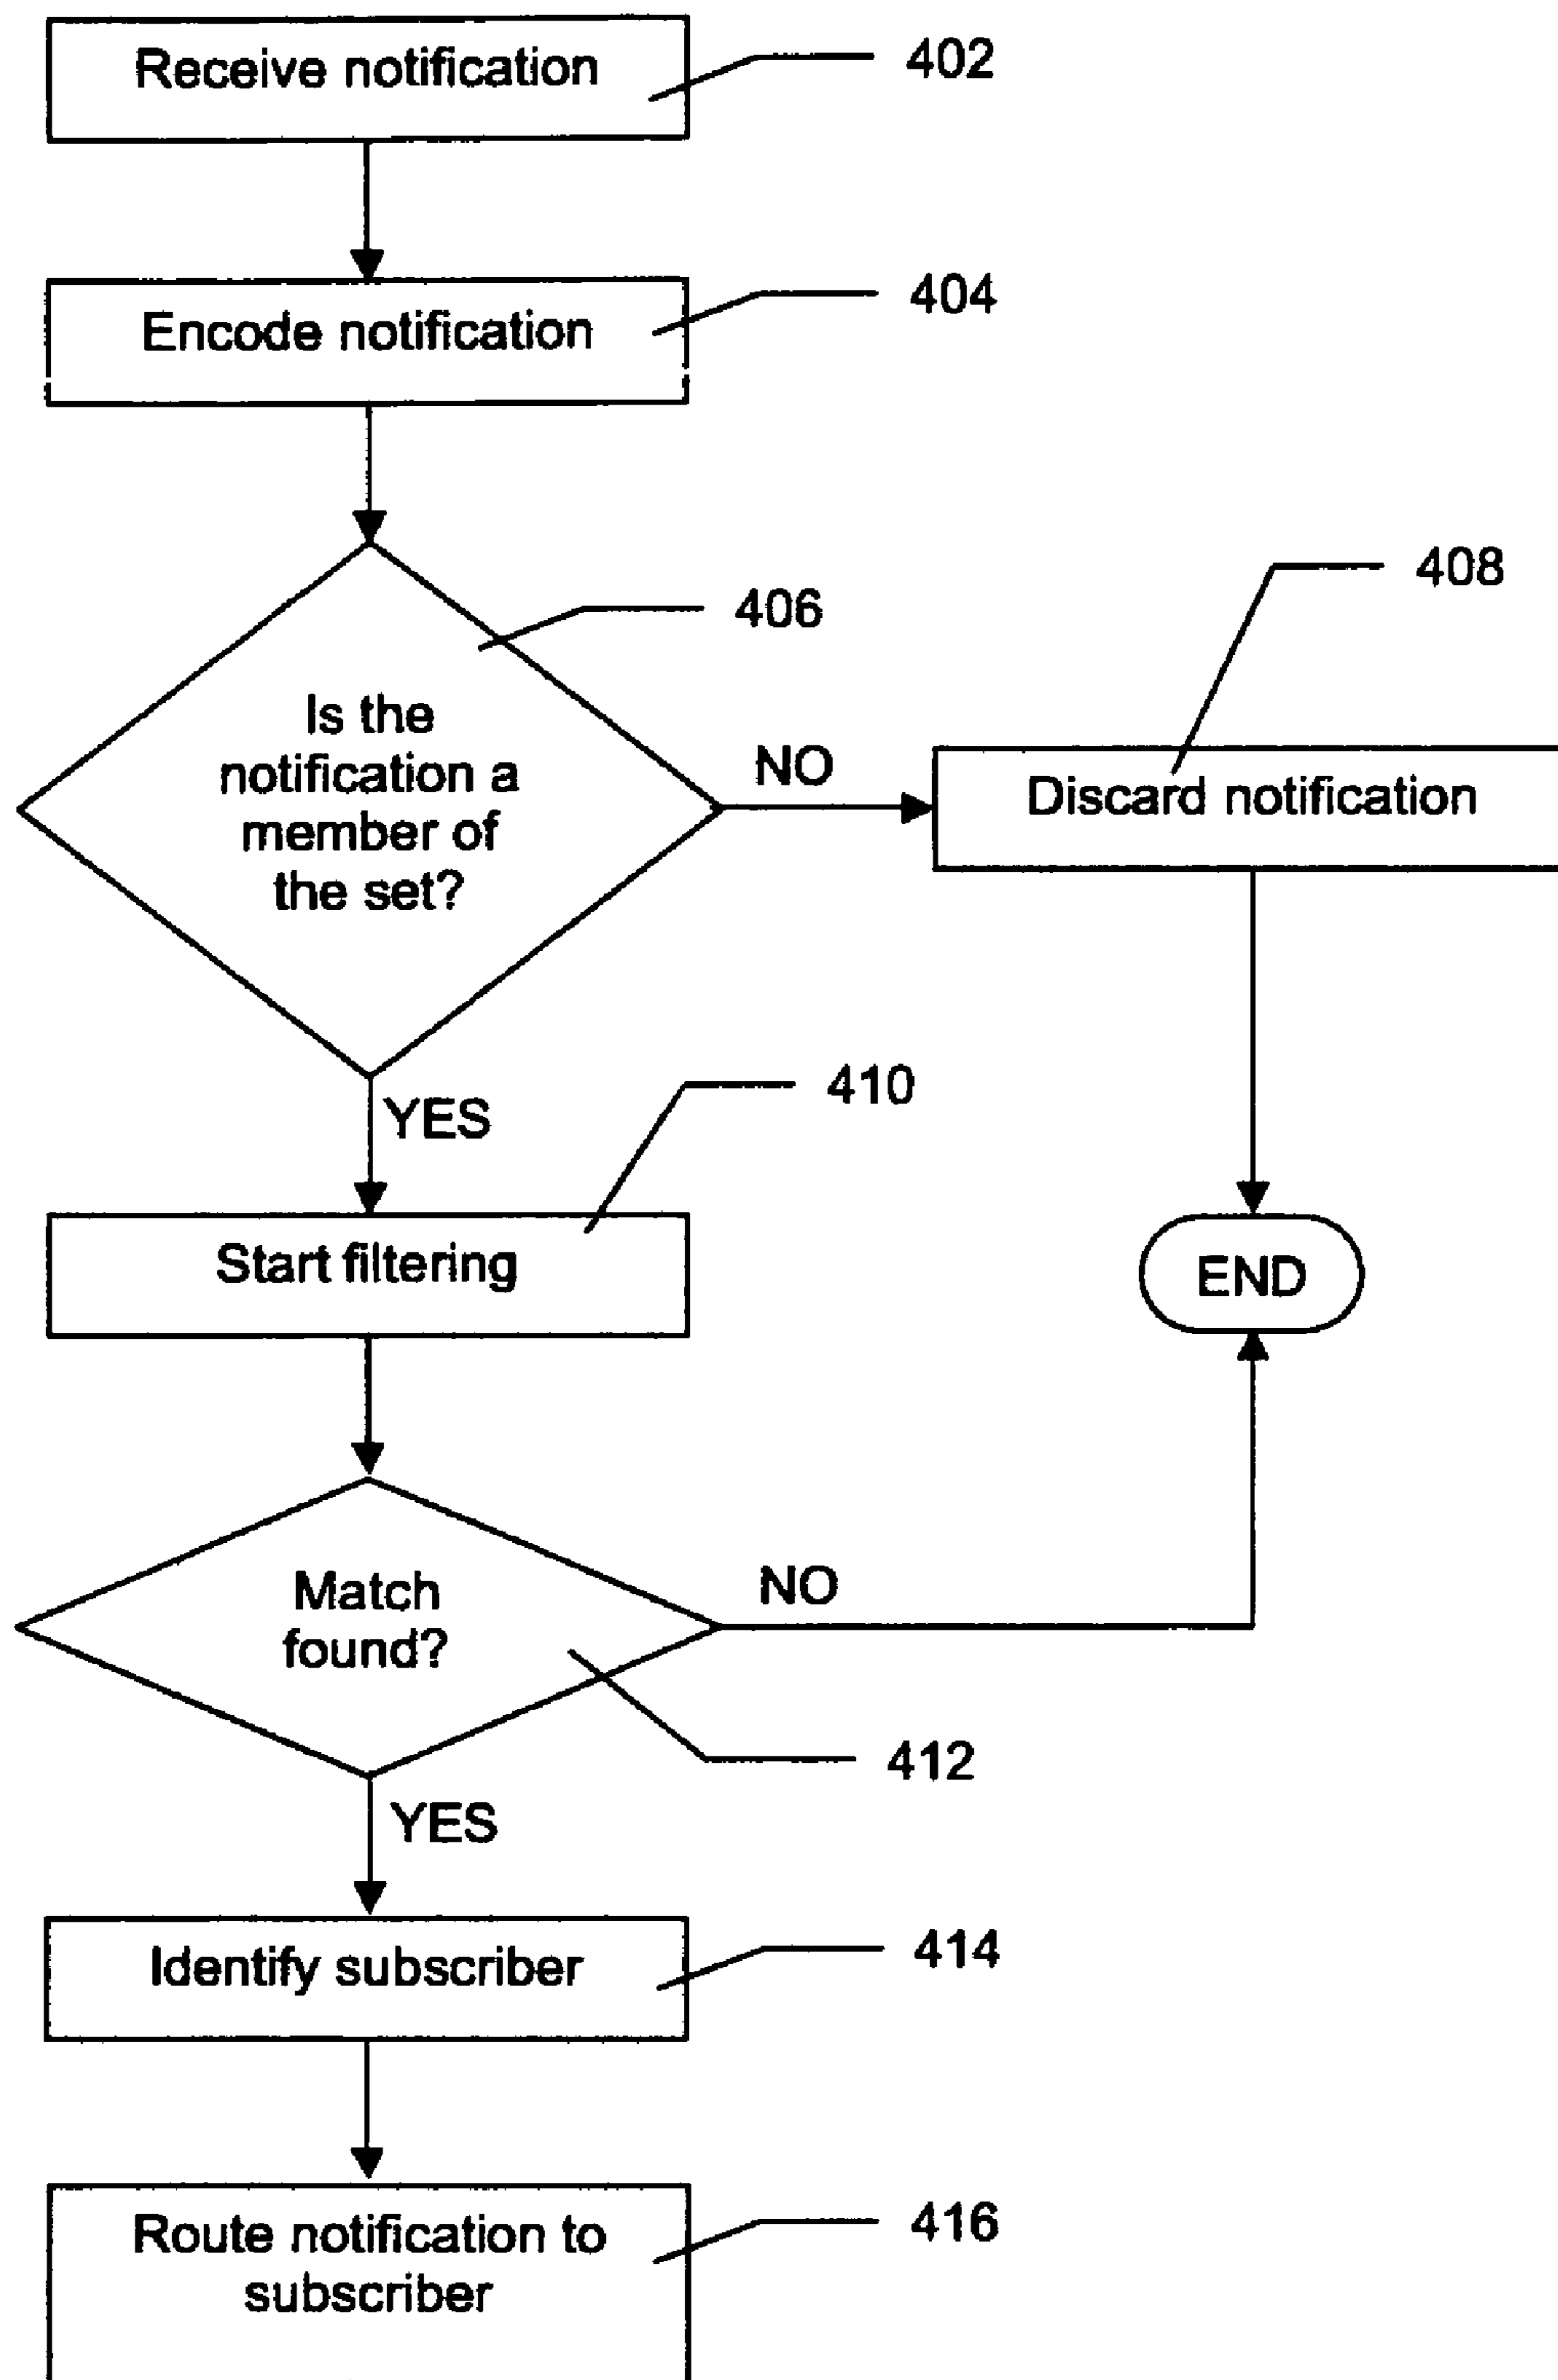 Receive notification
402
Encode notification
404
406
Is the
notification a
member of
the set?
NO
408
Discard notification
YES
410
Start filtering
END
Match
found?
NO
412
YES
Identify subscriber
414
Route notification to
subscriber
416